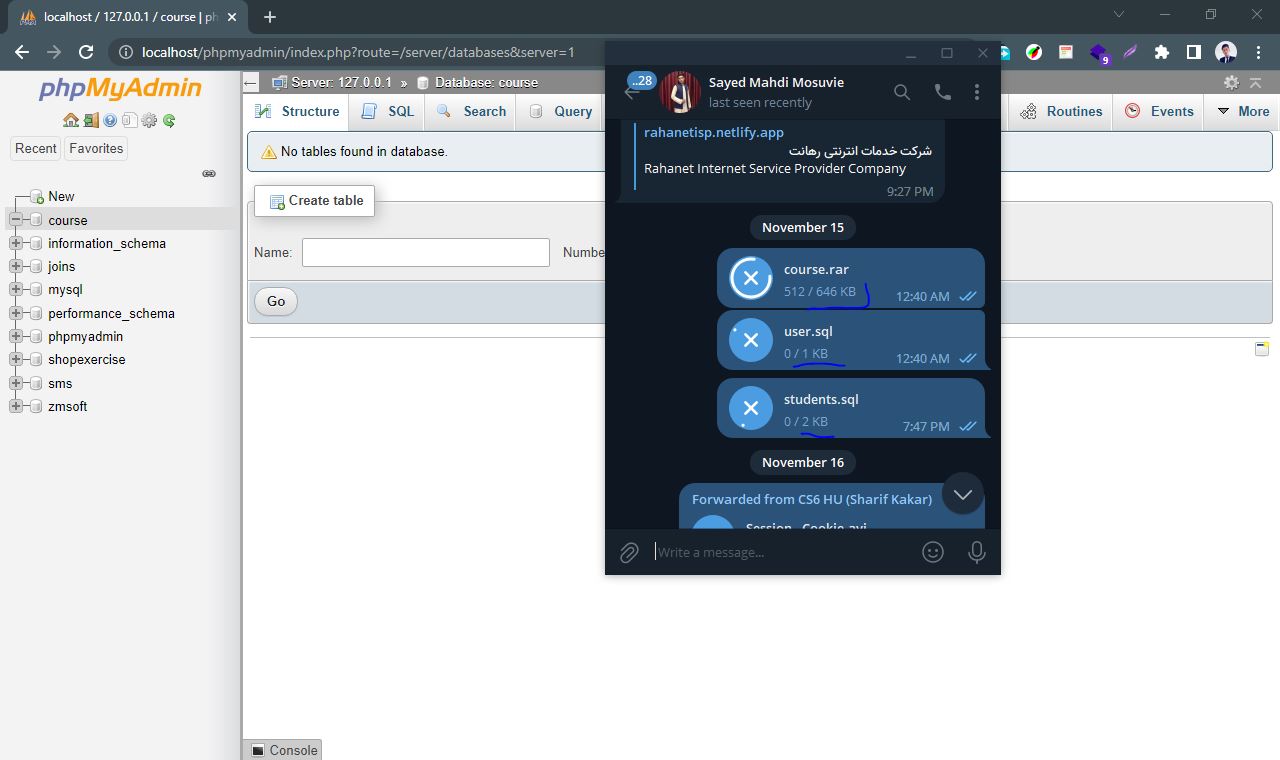 localhost / 127.0.0.1 / course | ph
localhost/phpmyadmin/index.php?route=/server/databases&server=1
9
phpMyAdmin
Recent
Favorites
New
course
information_schema
joins
mysql
performance_schema
phpmyadmin
shopexercise
sms
zmsoft
Server: 127.0.0.1 » Database: course
Structure
SQL
Search
Query
Routines
Events
More
No tables found in database.
Create table
Name:
Numbe
Go
Console
..28
Sayed Mahdi Mosuvie
last seen recently
rahanetisp.netlify.app
شرکت خدمات انترنتی رهانت
Rahanet Internet Service Provider Company
9:27 PM
November 15
course.rar
512 / 646 KB
12:40 AM
user.sql
0 / 1 KB
12:40 AM
students.sql
0 / 2 KB
7:47 PM
November 16
Forwarded from CS6 HU (Sharif Kakar)
Write a message...